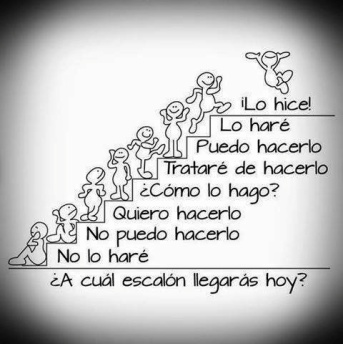 ¡Lo hice!
Lo haré
Puedo hacerlo
Trataré de hacerlo
¿Cómo lo hago?
Quiero hacerlo
No puedo hacerlo
No lo haré
¿A cuál escalón llegarás hoy?